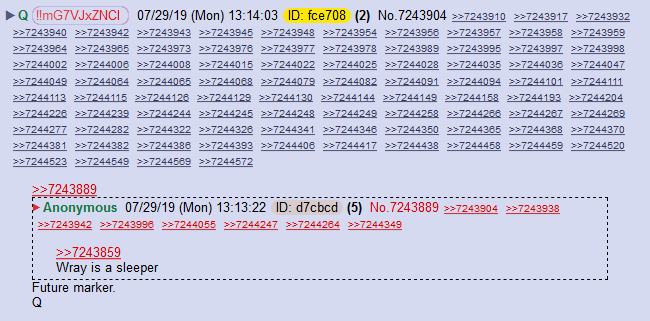 Q !!mG7VJxZNCI 07/29/19 (Mon) 13:14:03 ID: fce708 (2) No.7243904 >>7243910 >>7243917 >>7243932
>>7243940 >>7243942 >>7243943 >>7243945 >>7243948 >>7243954 >>7243956 >>7243957 >>7243958 >>7243959
>>7243964 >>7243965 >>7243973 >>7243976 >>7243978 >>7243989 >>7243995 >>7243997 >>7243998
>>7244002 >>7244006 >>7244008 >>7244015 >>7244022 >>7244025 >>7244028 >>7244035 >>7244036 >>7244047
>>7244049 >>7244064 >>7244065 >>7244068 >>7244079 >>7244082 >>7244091 >>7244094 >>7244101 >>7244111
>>7244113 >>7244115 >>7244126 >>7244129 >>7244130 >>7244144 >>7244149 >>7244158 >>7244193 >>7244204
>>7244226 >>7244239 >>7244244 >>7244245 >>7244248 >>7244249 >>7244258 >>7244266 >>7244267 >>7244269
>>7244277 >>7244282 >>7244322 >>7244326 >>7244341 >>7244346 >>7244350 >>7244365 >>7244368 >>7244370
>>7244381 >>7244382 >>7244386 >>7244393 >>7244406 >>7244417 >>7244438 >>7244458 >>7244459 >>7244520
>>7244523 >>7244549 >>7244569 >>7244572
>>7243889
Anonymous 07/29/19 (Mon) 13:13:22 ID: d7cbcd (5) No.7243889 >>7243904 >>7243938
>>7243942 >>7243996 >>7244055 >>7244247 >>7244264 >>7244349
>>7243859
Wray is a sleeper
Future marker.
Q